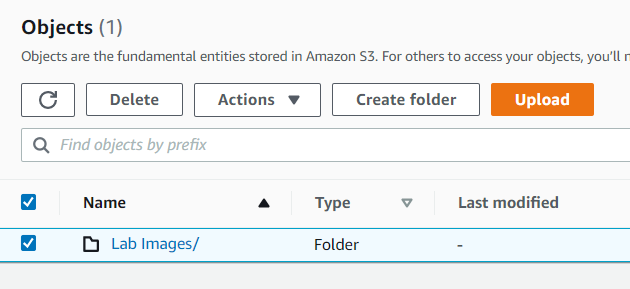 Objects (1)
Objects are the fundamental entities stored in Amazon S3. For others to access your objects, you'll n
Delete Actions Create folder Upload
Find objects by prefix
Name Type Last modified
Lab Images/ Folder -